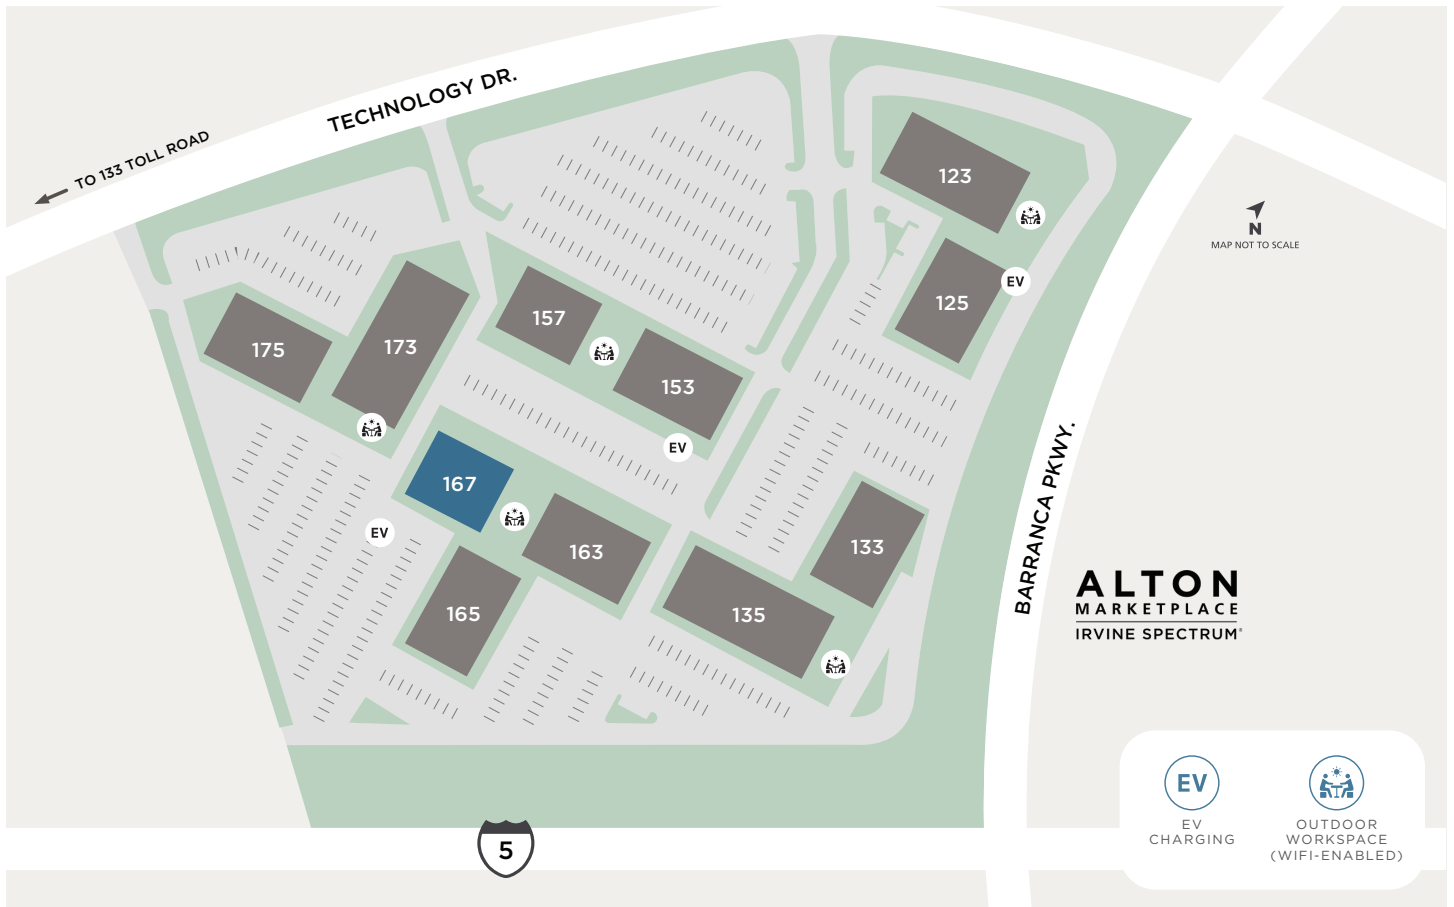 TECHNOLOGY DR.
TO 133 TOLL ROAD
123
N
MAP NOT TO SCALE
125
EV
157
175
173
153
EV
BARRANCA PKWY.
167
EV
163
133
165
135
ALTON
MARKETPLACE
IRVINE SPECTRUM®
5
EV
EV
CHARGING
OUTDOOR
WORKSPACE
(WIFI-ENABLED)